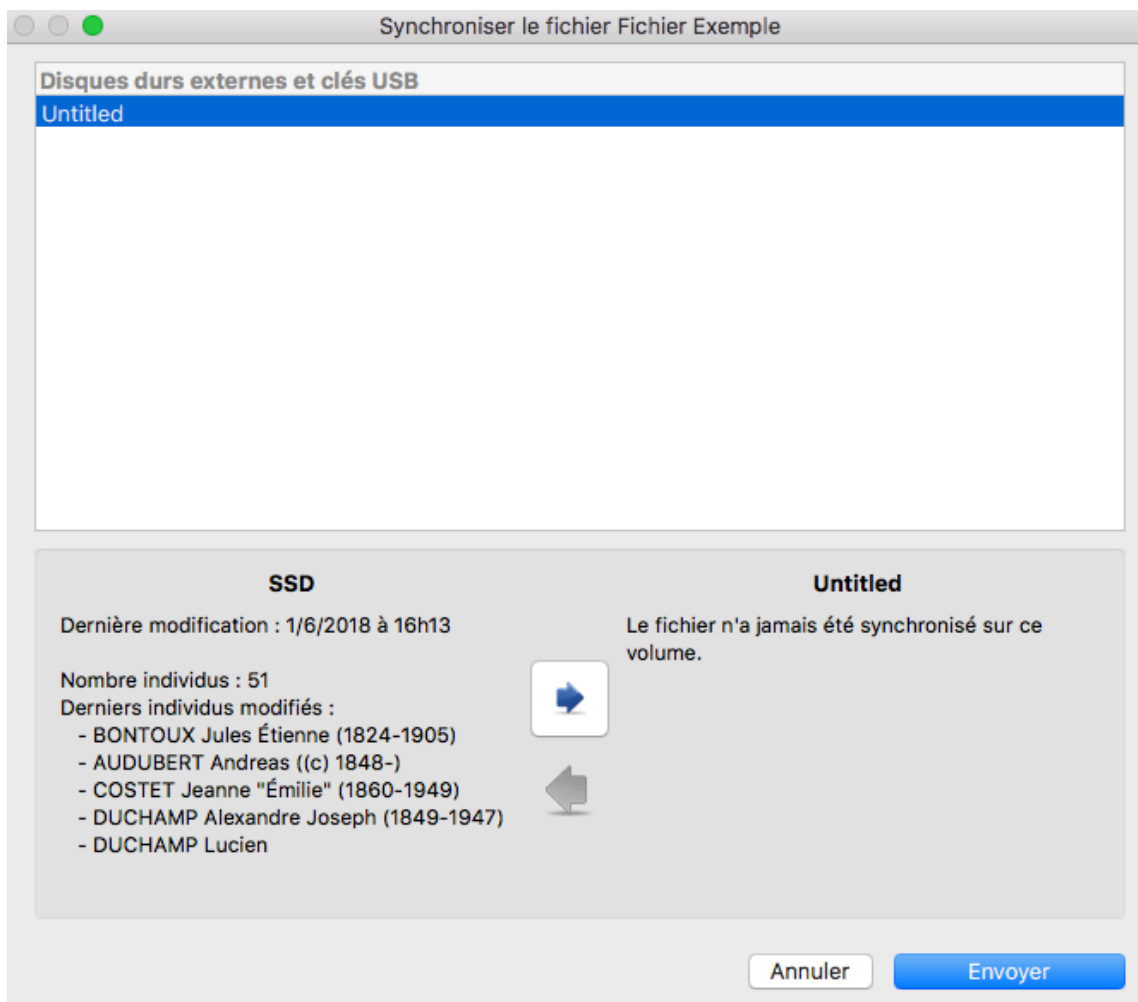 Synchroniser le fichier Fichier Exemple
Disques durs externes et clés USB
Untitled
SSD
Dernière modification : 1/6/2018 à 16h13
Nombre individus : 51
Derniers individus modifiés :
- BONTOUX Jules Étienne (1824-1905)
- AUDUBERT Andreas ((c) 1848-)
- COSTET Jeanne "Émilie" (1860-1949)
- DUCHAMP Alexandre Joseph (1849-1947)
- DUCHAMP Lucien
Untitled
Le fichier n'a jamais été synchronisé sur ce
volume.
Annuler
Envoyer